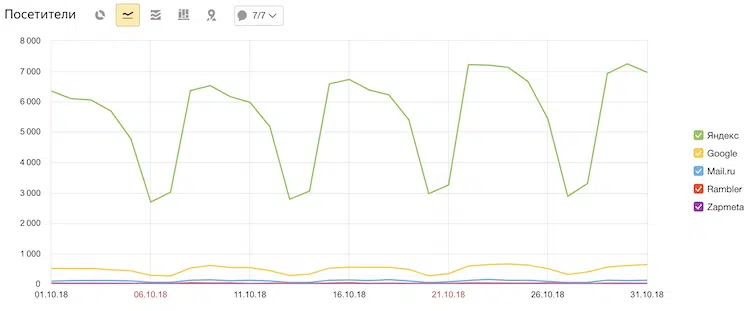 Посетители
7/7
8 000
7 000
6 000
5 000
4 000
3 000
2 000
1 000
0
01.10.18 06.10.18 11.10.18 16.10.18 21.10.18 26.10.18 31.10.18
Яндекс
Google
Mail.ru
Rambler
Zapmeta